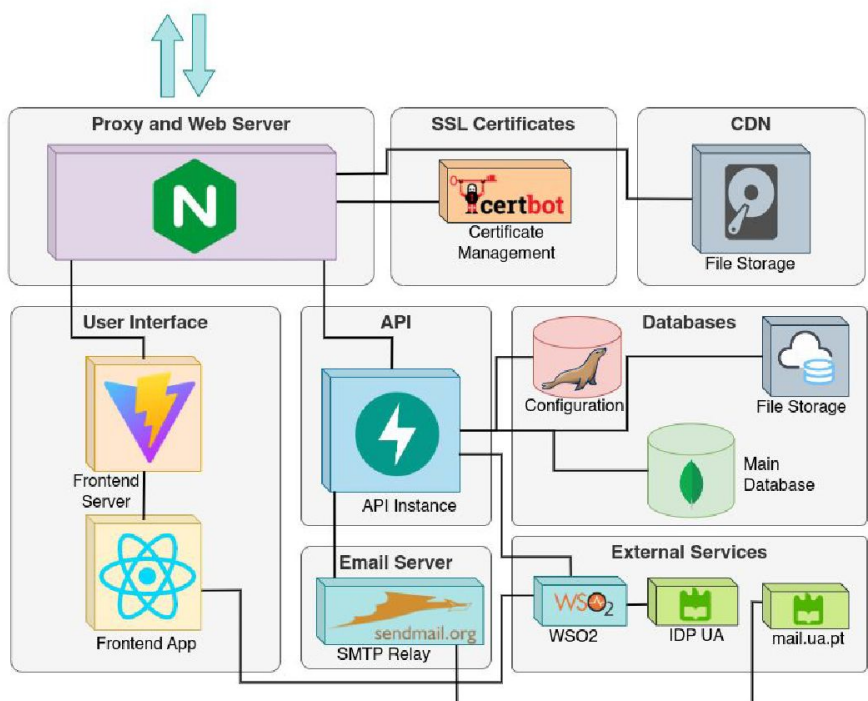 Proxy and Web Server
SSL Certificates
CDN
N
certbot
Certificate
Management
File Storage
User Interface
API
Databases
Configuration
File Storage
Frontend
Server
API Instance
Main
Database
Email Server
External Services
sendmail.org
WSO2
Frontend App
SMTP Relay
WSO2
IDP UA
mail.ua.pt